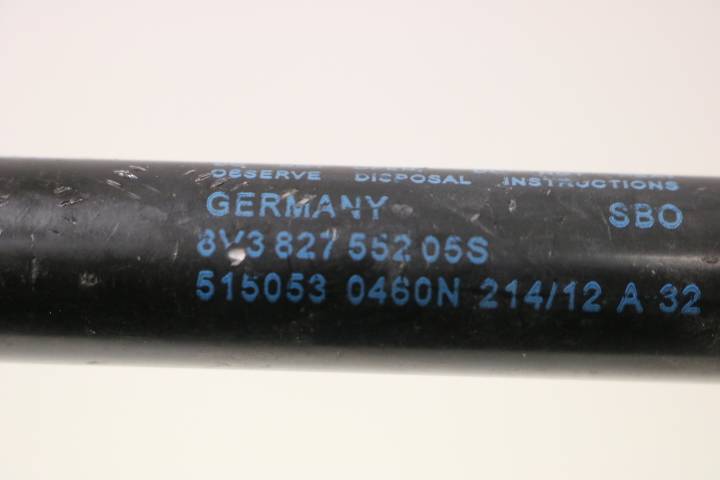 OBSERVE DISPOSAL INSTRUCTIONS
GERMANY SBO
8V3 827 552 05S
515053 0460N 214/12 A 32